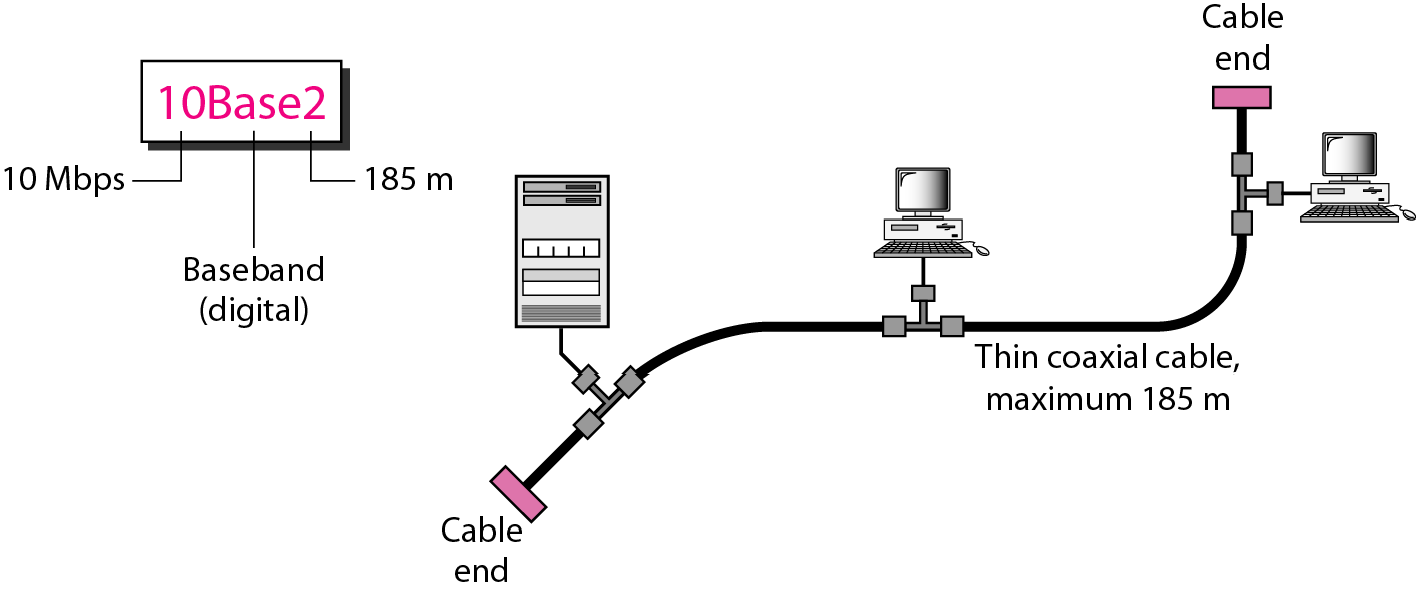 10Base2
10 Mbps
185 m
Baseband
(digital)
Cable
end
Thin coaxial cable,
maximum 185 m
Cable
end